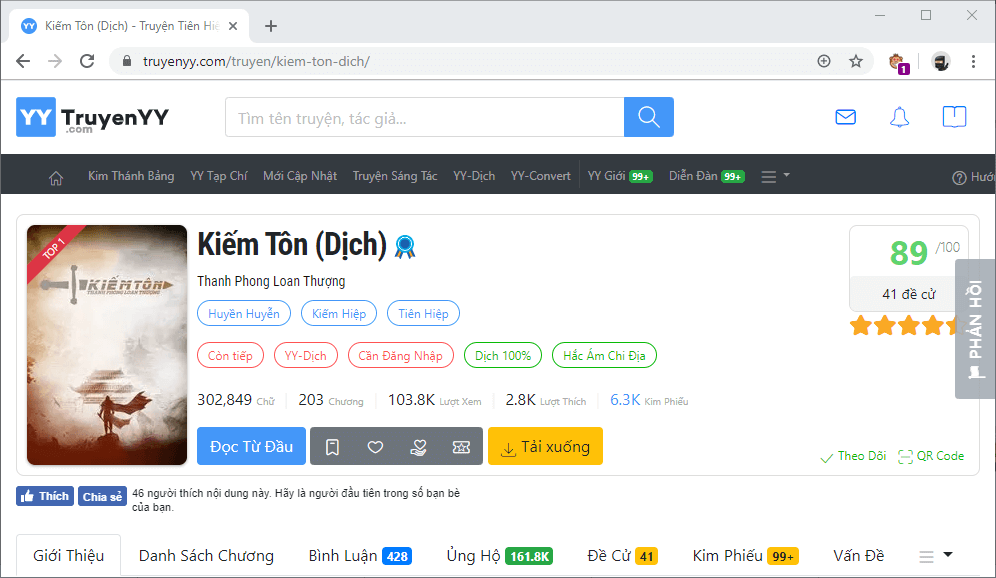 YY Kiếm Tôn (Dịch) - Truyện Tiên Hiệ
truyenyy.com/truyen/kiem-ton-dich/
1
YY TruyenYY
.com
Tìm tên truyện, tác giả...
Kim Thánh Bảng YY Tạp Chí Mới Cập Nhật Truyện Sáng Tác YY-Dịch YY-Convert YY Giới 99+ Diễn Đàn 99+ Hướ
TOP 1
KIẾM TÔN
THANH PHONG LOAN THƯỢNG
Kiếm Tôn (Dịch)
Thanh Phong Loan Thượng
Huyền Huyễn Kiếm Hiệp Tiên Hiệp
Còn tiếp YY-Dịch Cần Đăng Nhập Dịch 100% Hắc Ám Chi Địa
302,849 Chữ 203 Chương 103.8K Lượt Xem 2.8K Lượt Thích 6.3K Kim Phiếu
Đọc Từ Đầu Tải xuống
89 /100
41 đề cử
PHẢN HỒI
Theo Dõi QR Code
Thích Chia sẻ 46 người thích nội dung này. Hãy là người đầu tiên trong số bạn bè
của bạn.
Giới Thiệu Danh Sách Chương Bình Luận 428 Ủng Hộ 161.8K Đề Cử 41 Kim Phiếu 99+ Vấn Đề